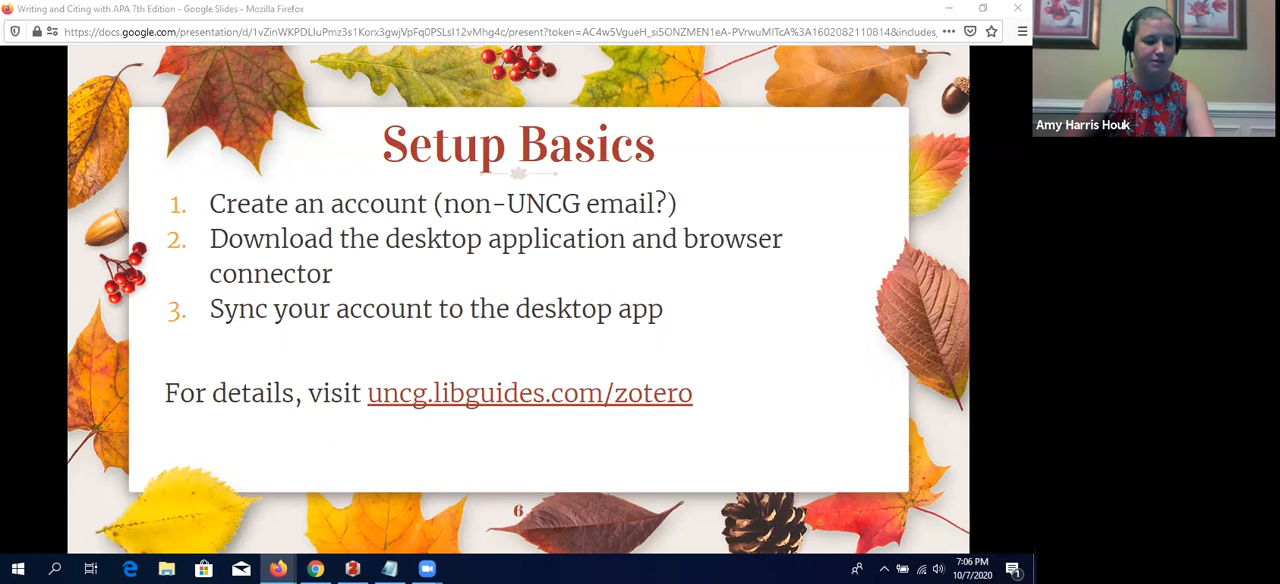 Writing and Citing with APA 7th Edition - Google Slides - Mozilla Firefox
Amy Harris Houk
Setup Basics
1. Create an account (non-UNCG email?)
2. Download the desktop application and browser
connector
3. Sync your account to the desktop app
For details, visit uncg.libguides.com/zotero
6
7:06 PM
10/7/2020
1